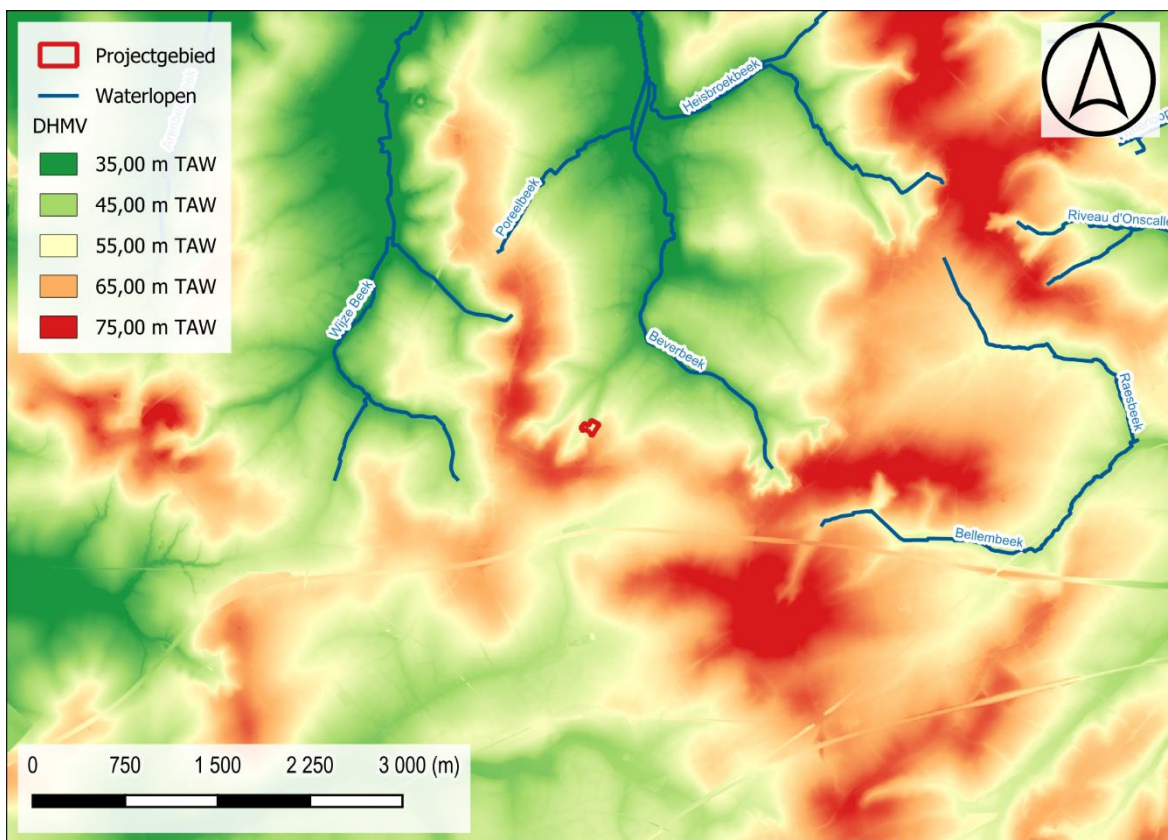 Projectgebied
Waterlopen
DHMV
35,00 m TAW
45,00 m TAW
55,00 m TAW
65,00 m TAW
75,00 m TAW
Heisbroekbeek
Poreelbeek
Riveau d'Onscalle
Wijze Beek
Beverbeek
Raesbeek
Bellembeek
0 750 1 500 2 250 3 000 (m)